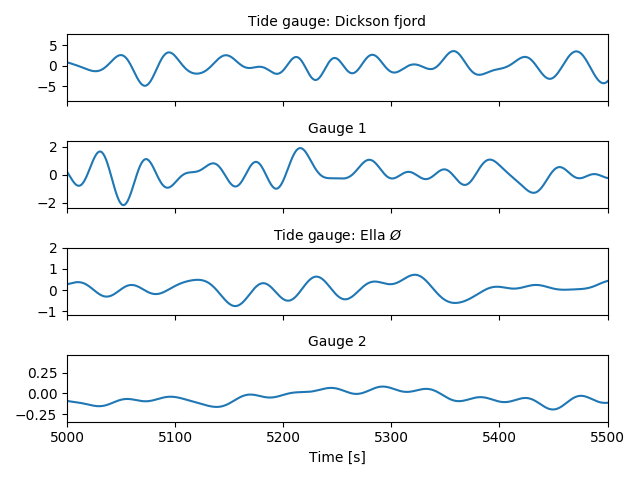 Tide gauge: Dickson fjord
5
0
−5
Gauge 1
2
0
−2
Tide gauge: Ella Ø
2
1
0
−1
Gauge 2
0.25
0.00
−0.25
5000 5100 5200 5300 5400 5500
Time [s]